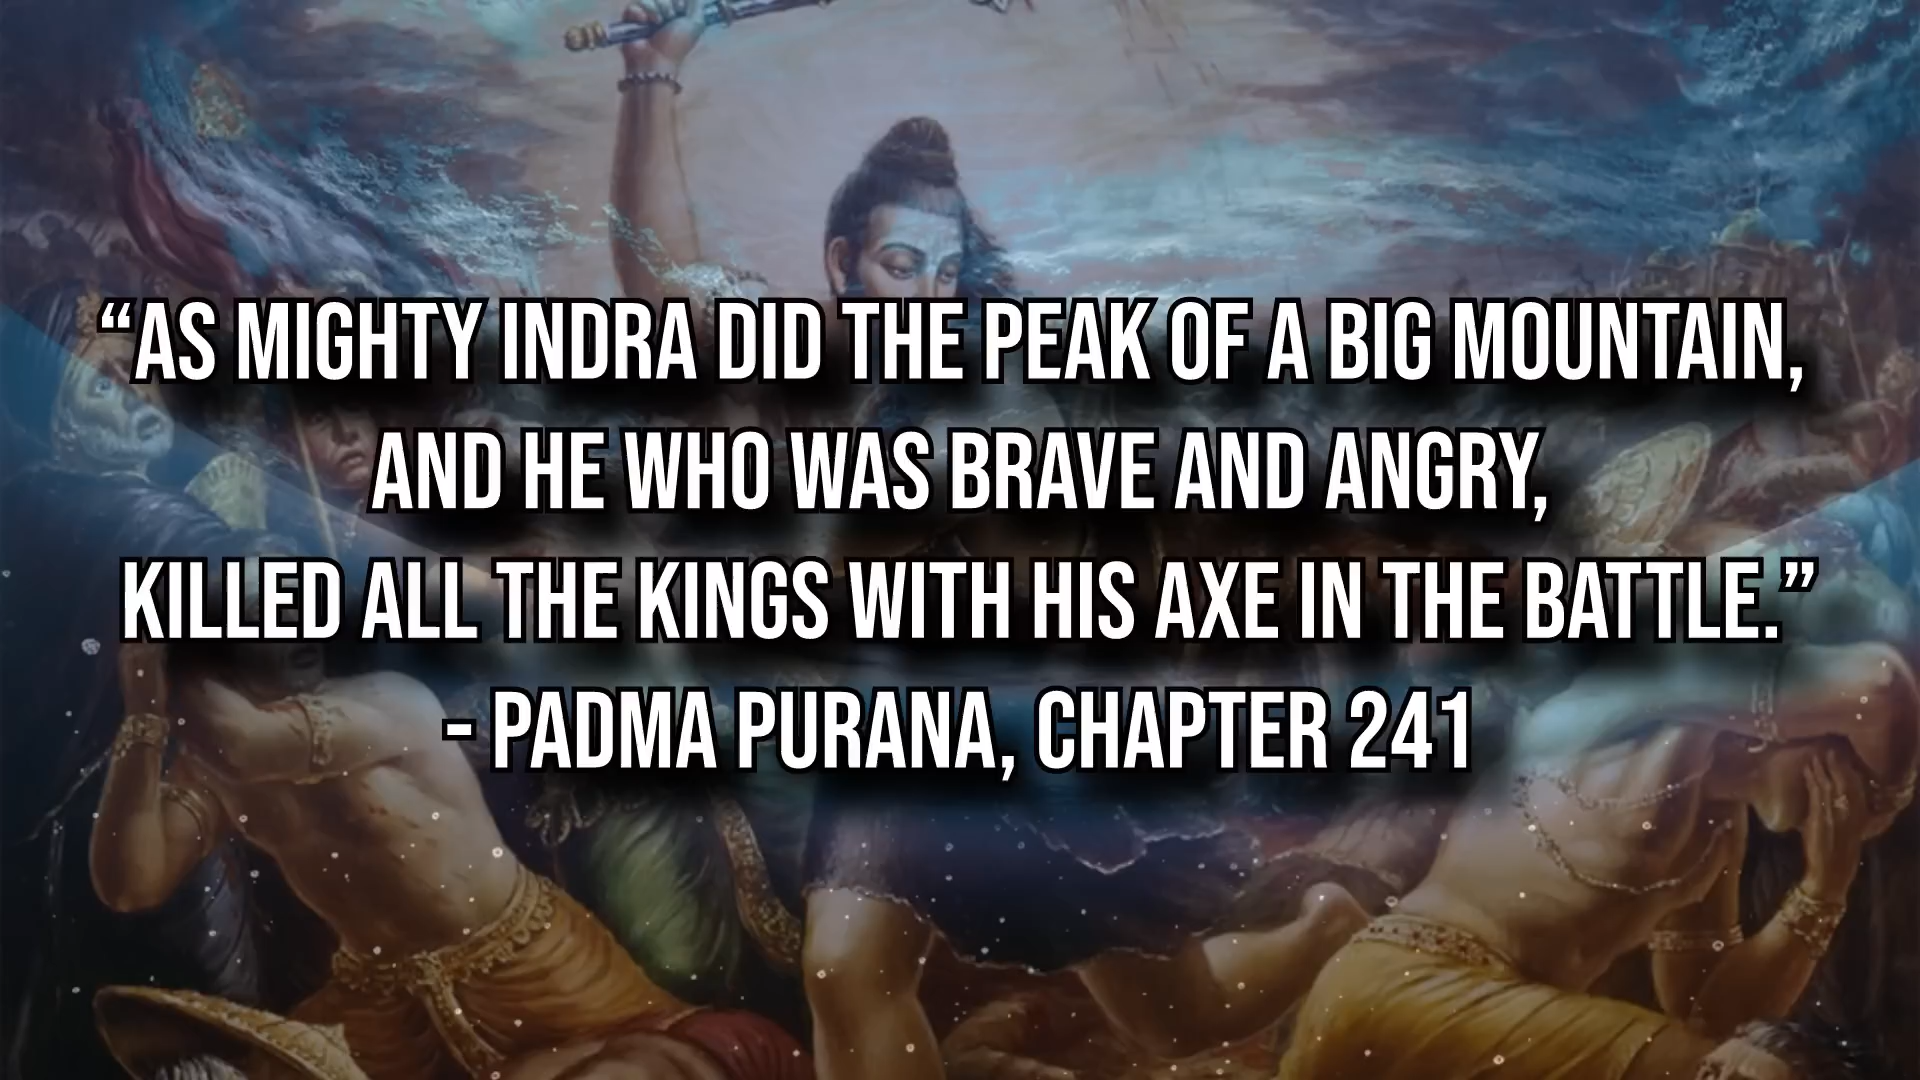 “AS MIGHTY INDRA DID THE PEAK OF A BIG MOUNTAIN,
AND HE WHO WAS BRAVE AND ANGRY,
KILLED ALL THE KINGS WITH HIS AXE IN THE BATTLE.”
- PADMA PURANA, CHAPTER 241